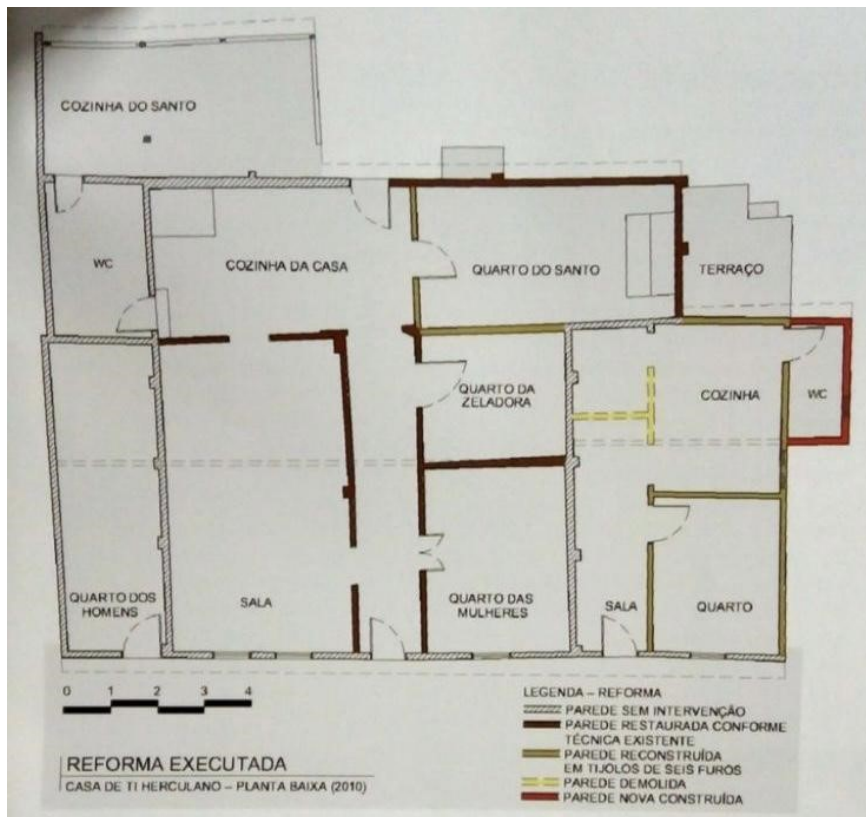 COZINHA DO SANTO
WC
COZINHA DA CASA
QUARTO DO SANTO
TERRAÇO
QUARTO DA
ZELADORA
COZINHA
WC
QUARTO DOS
HOMENS
SALA
QUARTO DAS
MULHERES
SALA
QUARTO
0 1 2 3 4
REFORMA EXECUTADA
CASA DE TI HERCULANO – PLANTA BAIXA (2010)
LEGENDA – REFORMA
PAREDE SEM INTERVENÇÃO
PAREDE RESTAURADA CONFORME
TÉCNICA EXISTENTE
PAREDE RECONSTRUÍDA
EM TIJOLOS DE SEIS FUROS
PAREDE DEMOLIDA
PAREDE NOVA CONSTRUÍDA